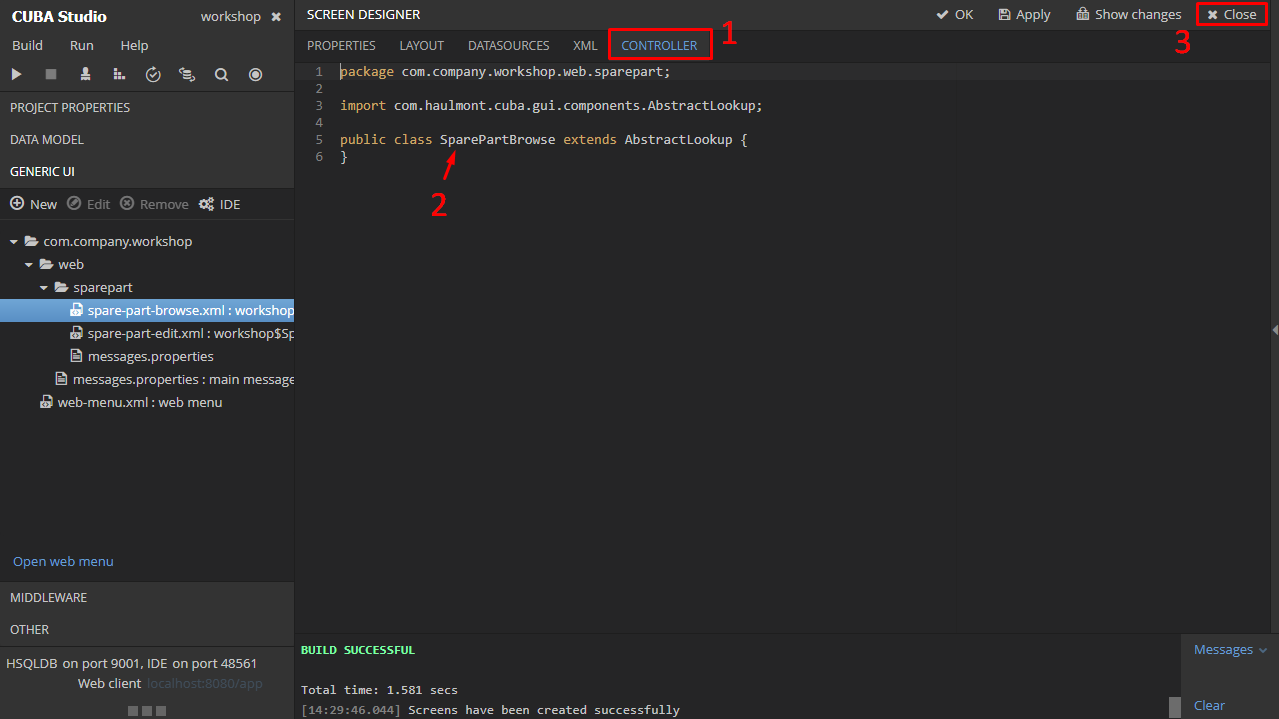 CUBA Studio
workshop
Build Run Help
PROJECT PROPERTIES
DATA MODEL
GENERIC UI
New Edit Remove IDE
com.company.workshop
web
sparepart
spare-part-browse.xml : workshop
spare-part-edit.xml : workshop$Sp
messages.properties
messages.properties : main message
web-menu.xml : web menu
Open web menu
MIDDLEWARE
OTHER
HSQLDB on port 9001, IDE on port 48561
Web client localhost:8080/app
SCREEN DESIGNER
OK Apply Show changes Close
3
PROPERTIES LAYOUT DATASOURCES XML CONTROLLER
1
1 package com.company.workshop.web.sparepart;
2
3 import com.haulmont.cuba.gui.components.AbstractLookup;
4
5 public class SparePartBrowse extends AbstractLookup {
6 }
2
BUILD SUCCESSFUL
Total time: 1.581 secs
[14:29:46.044] Screens have been created successfully
Messages
Clear